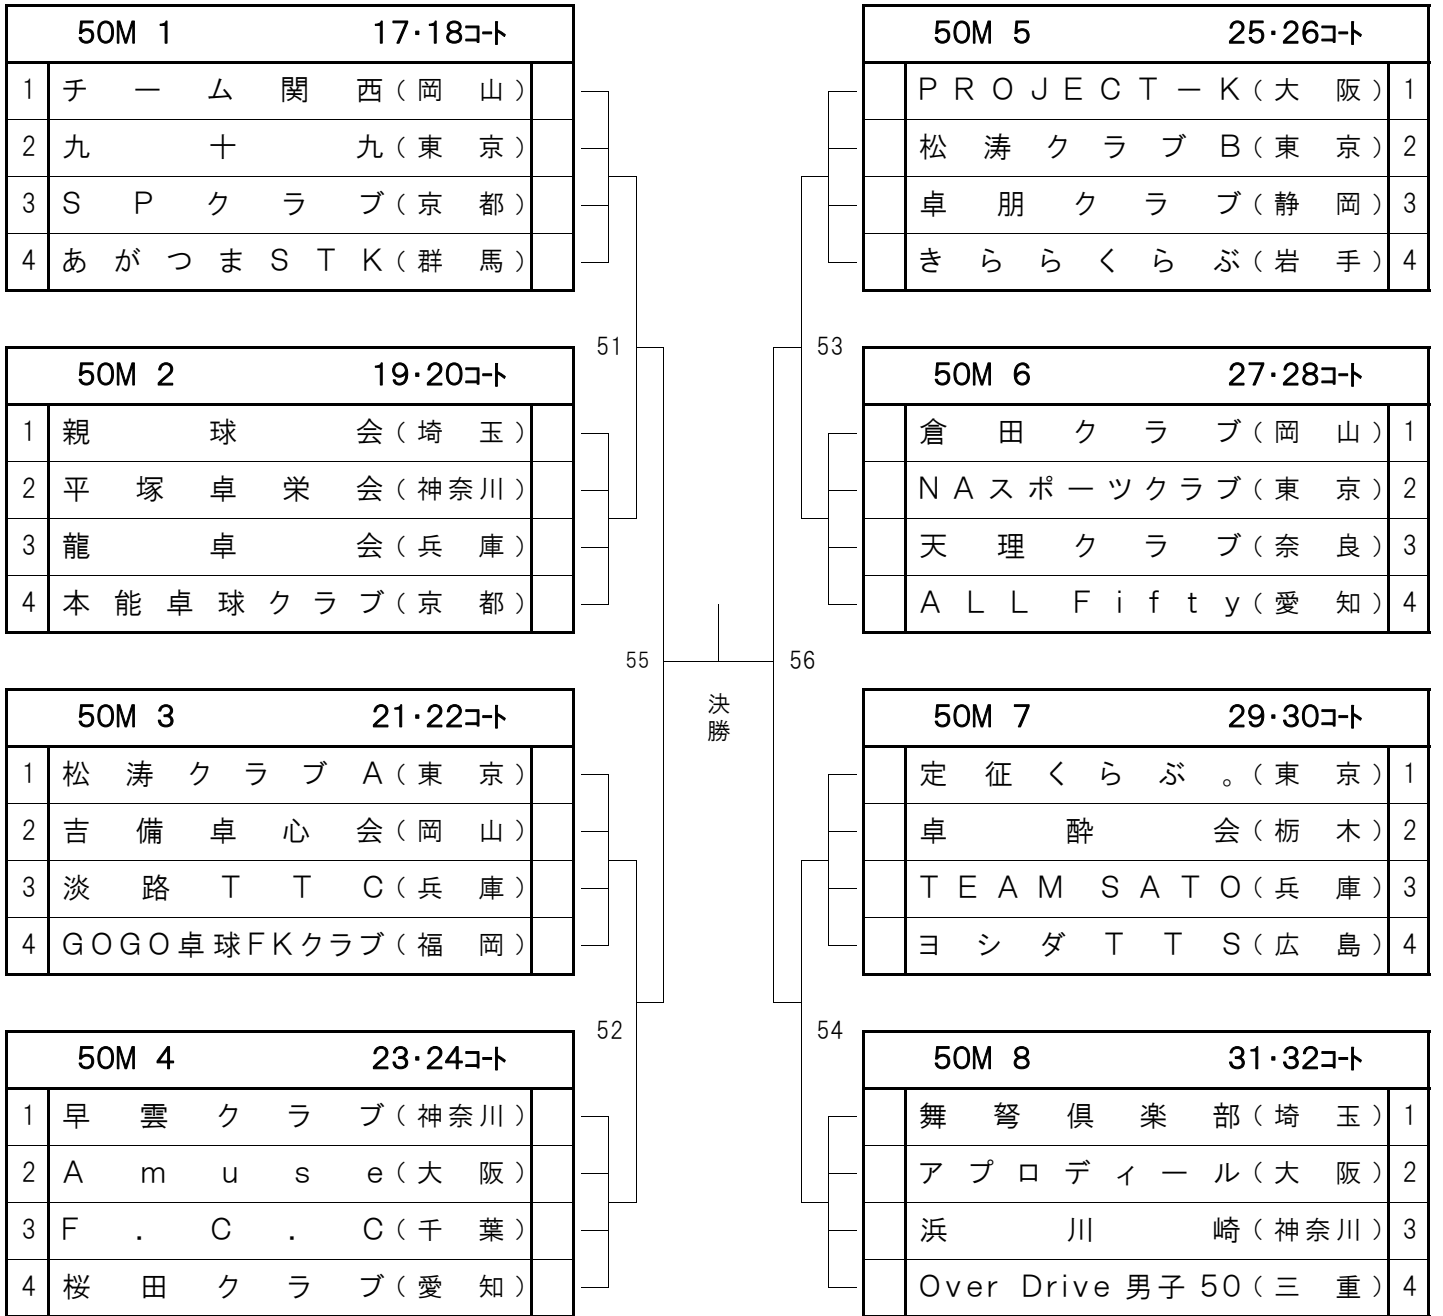 50M 1 17・18コート
1 チーム関西(岡山)
2 九十九(東京)
3 SPクラブ(京都)
4 あがつまSTK(群馬)
51
50M 2 19・20コート
1 親球会(埼玉)
2 平塚卓栄会(神奈川)
3 龍卓会(兵庫)
4 本能卓球クラブ(京都)
55
50M 3 21・22コート
1 松涛クラブA(東京)
2 吉備卓心会(岡山)
3 淡路TTC(兵庫)
4 GOGO卓球FKクラブ(福岡)
52
50M 4 23・24コート
1 早雲クラブ(神奈川)
2 Amuse(大阪)
3 F.C.C(千葉)
4 桜田クラブ(愛知)
決勝
50M 5 25・26コート
PROJECT-K(大阪) 1
松涛クラブB(東京) 2
卓朋クラブ(静岡) 3
きららくらぶ(岩手) 4
53
50M 6 27・28コート
倉田クラブ(岡山) 1
NAスポーツクラブ(東京) 2
天理クラブ(奈良) 3
ALL Fifty(愛知) 4
56
50M 7 29・30コート
定征くらぶ。(東京) 1
卓酔会(栃木) 2
TEAM SATO(兵庫) 3
ヨシダTTS(広島) 4
54
50M 8 31・32コート
舞弩倶楽部(埼玉) 1
アプロディール(大阪) 2
浜川崎(神奈川) 3
Over Drive 男子 50(三重) 4